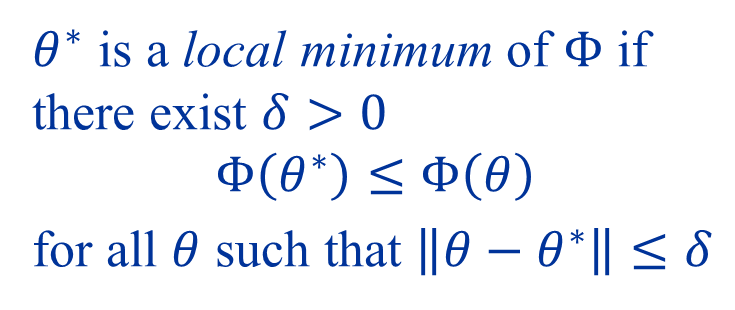 θ* is a local minimum of Φ if
there exist δ > 0
Φ(θ*) ≤ Φ(θ)
for all θ such that ‖θ − θ*‖ ≤ δ